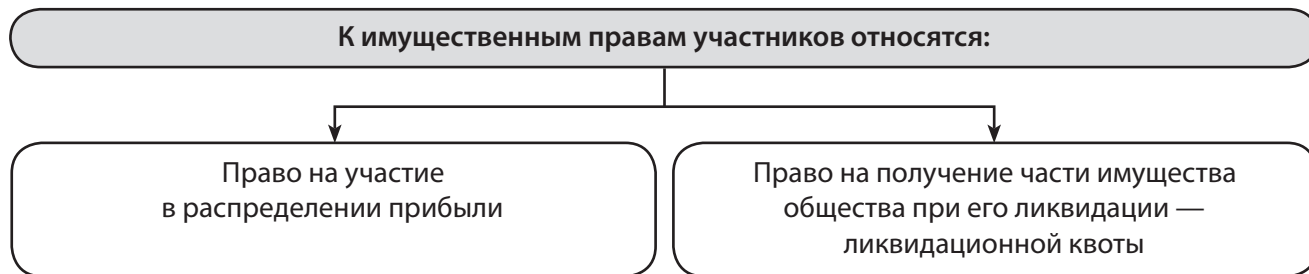 К имущественным правам участников относятся:
Право на участие
в распределении прибыли
Право на получение части имущества
общества при его ликвидации —
ликвидационной квоты